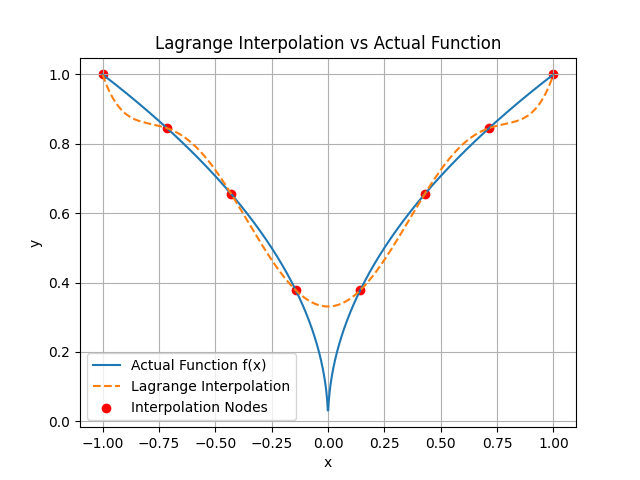 Lagrange Interpolation vs Actual Function
1.0
0.8
0.6
0.4
0.2
0.0
y
Actual Function f(x)
Lagrange Interpolation
Interpolation Nodes
−1.00 −0.75 −0.50 −0.25 0.00 0.25 0.50 0.75 1.00
x